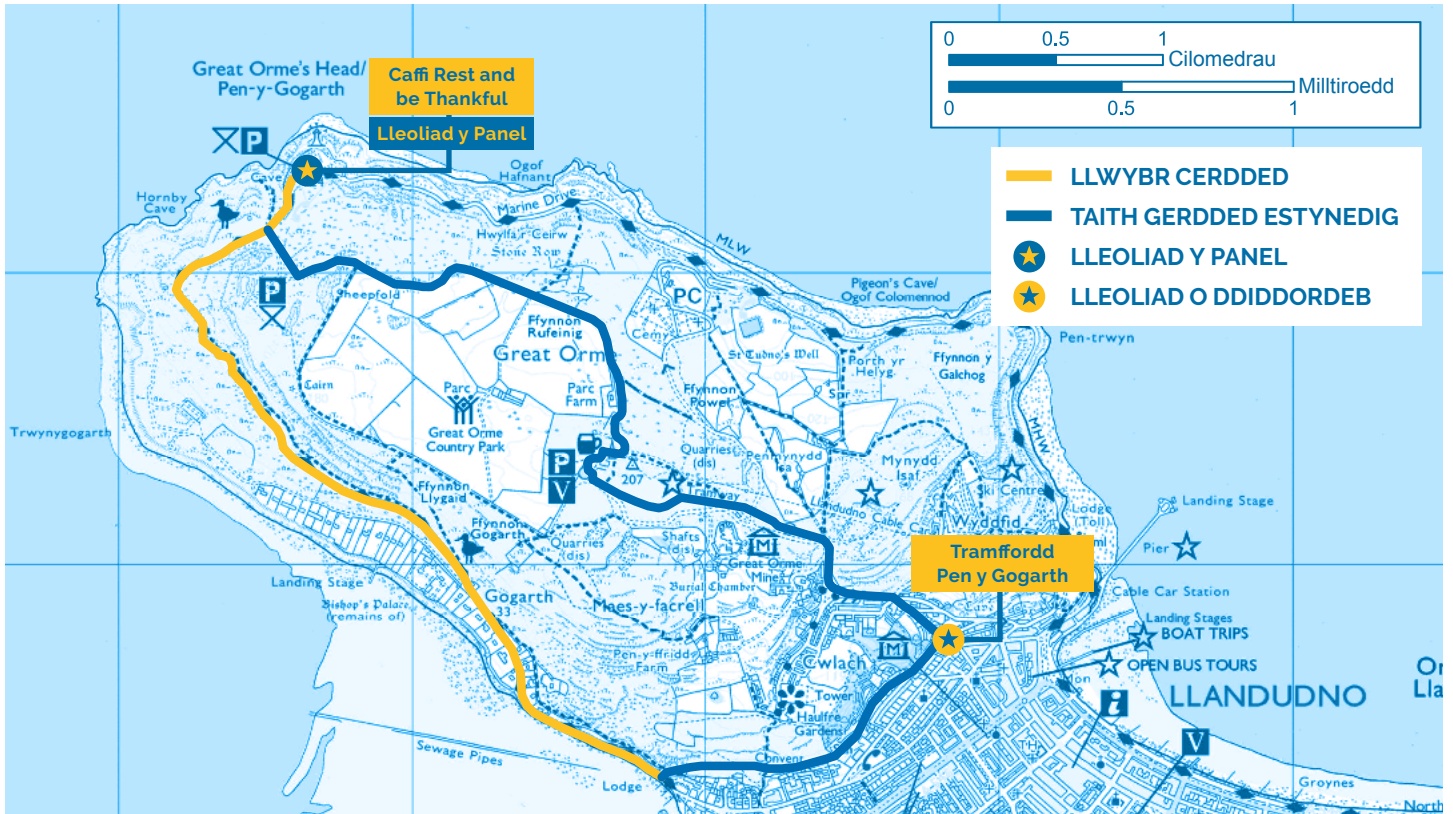 0 0.5 1
Cilomedrau
Milltiroedd
0 0.5 1
LLWYBR CERDDED
TAITH GERDDED ESTYNEDIG
LLEOLIAD Y PANEL
LLEOLIAD O DDIDDORDEB
Great Orme's Head/
Pen-y-Gogarth
Caffi Rest and
be Thankful
Lleoliad y Panel
P
Cave
Hornby
Cave
Ogof
Hafnant
Marine Drive
Hwylfa'r Ceirw
Stone Row
MLW
P
Sheepfold
Pigeon's Cave/
Ogof Colomennod
PC
Cemy
Ffynnon
Rufeinig
Great Orme
St Tudno's Well
Porth yr
Helyg
Ffynnon y
Galchog
Pen-trwyn
Spr
Ffynnon
Powel
Cairn
Parc
Parc
Farm
Great Orme
Country Park
Trwynygogarth
MHW
P
V
207
Quarries
(dis)
Penmynydd
Isa
Mynydd
Isaf
Ski Centre
Tramway
Llandudno Cable Car
Wyddfid
Lodge
(Toll)
Landing Stage
Pier
Ffynnon
Llygaid
Ffynnon
Gogarth
Quarries
(dis)
Shafts
(dis)
M
Great Orme
Mine
Burial Chamber
Tramffordd
Pen y Gogarth
Cable Car Station
Landing Stage
Bishop's Palace
(remains of)
Gogarth
33
Maes-y-facrell
Landing Stages
BOAT TRIPS
OPEN BUS TOURS
Pen-y-ffridd
Farm
Cwlach
M
Tower
Haulfre
Gardens
Mon
i
LLANDUDNO
V
TH
Sewage Pipes
Convent
Lodge
Groynes
North